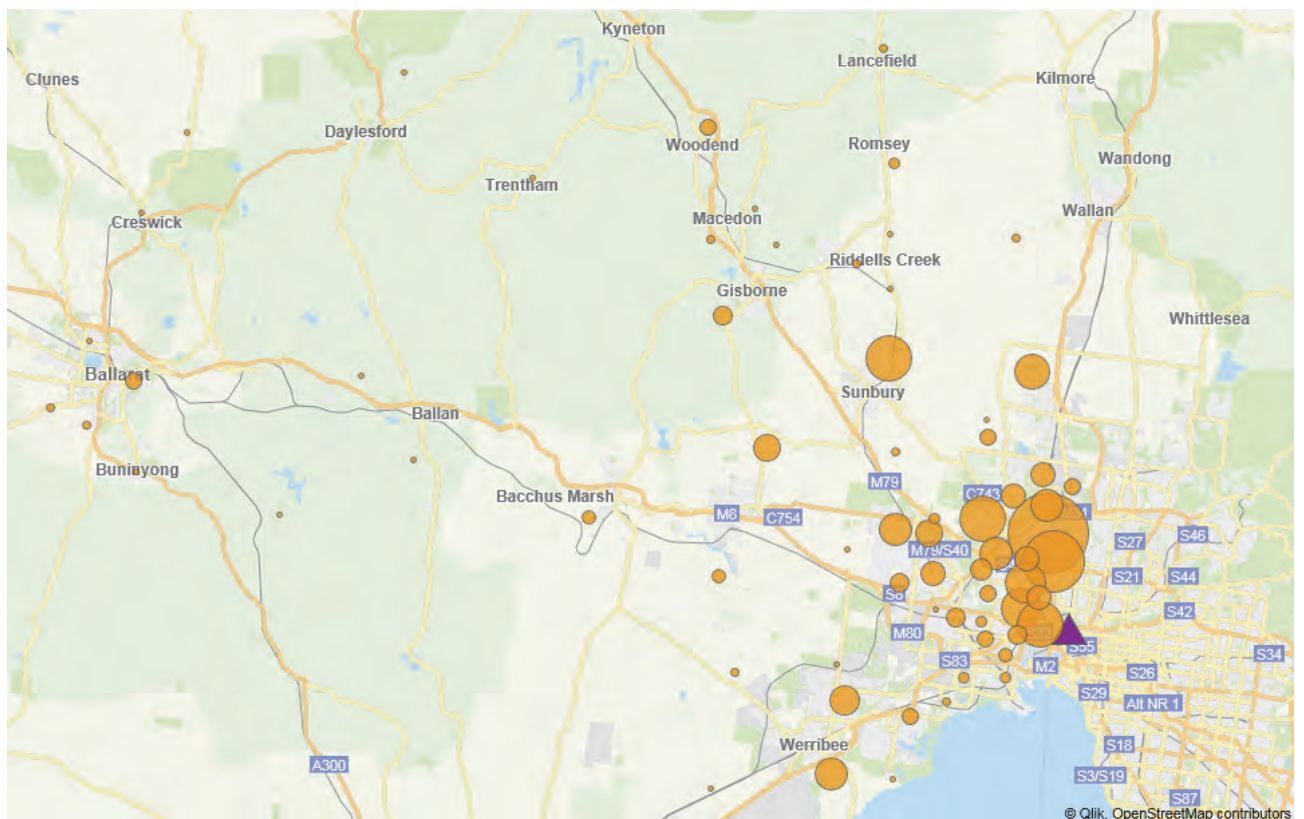 Kyneton
Lancefield
Clunes
Kilmore
Daylesford
Woodend
Romsey
Wandong
Trentham
Creswick
Macedon
Wallan
Riddells Creek
Gisborne
Whittlesea
Ballarat
Sunbury
Ballan
Buninyong
M79
Bacchus Marsh
C743
M8
C754
S27
S46
M79/S40
S21
S44
S8
S42
M80
S55
S34
S83
M2
S26
S29
Alt NR 1
Werribee
S18
A300
S3/S19
S87
© Qlik, OpenStreetMap contributors